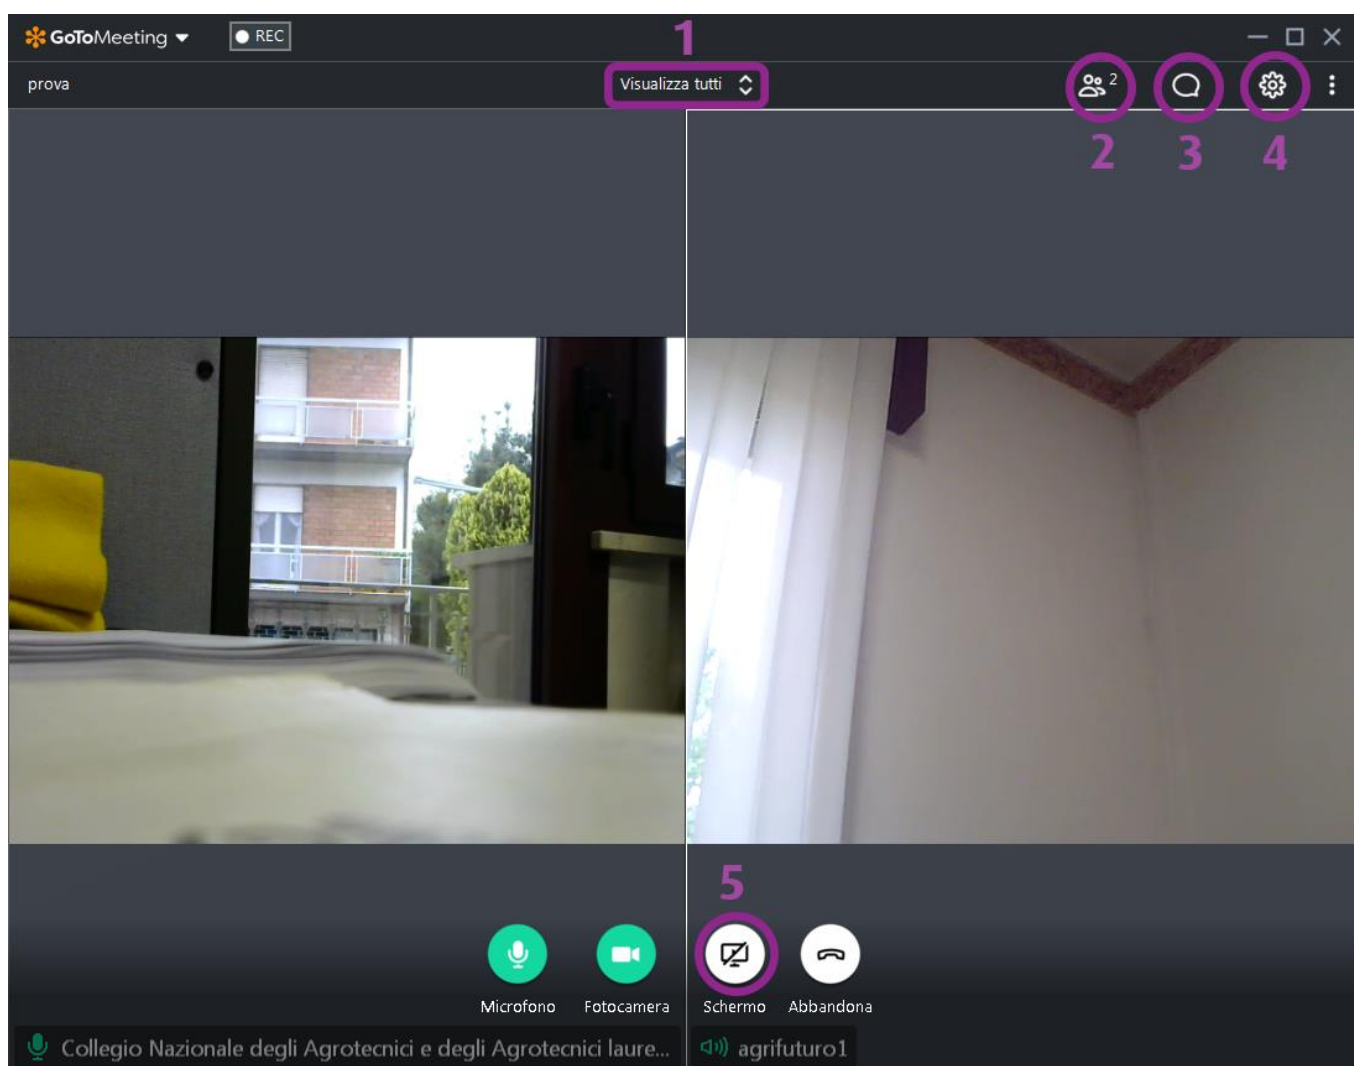 GoToMeeting
REC
1
prova
Visualizza tutti
2
2
3
4
5
Microfono
Fotocamera
Schermo
Abbandona
Collegio Nazionale degli Agrotecnici e degli Agrotecnici laure...
agrifuturo1